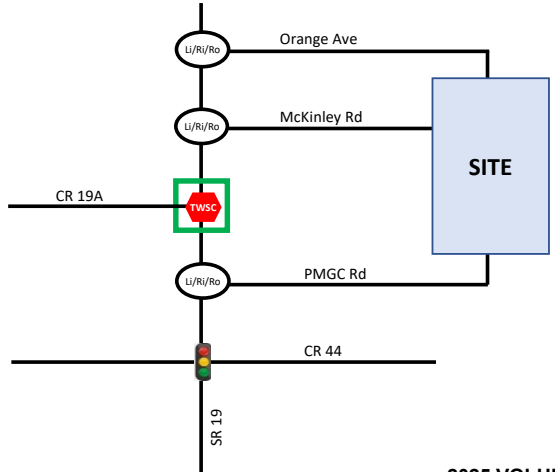 Li/Ri/Ro
Orange Ave
Li/Ri/Ro
McKinley Rd
SITE
CR 19A
TWSC
Li/Ri/Ro
PMGC Rd
CR 44
SR 19